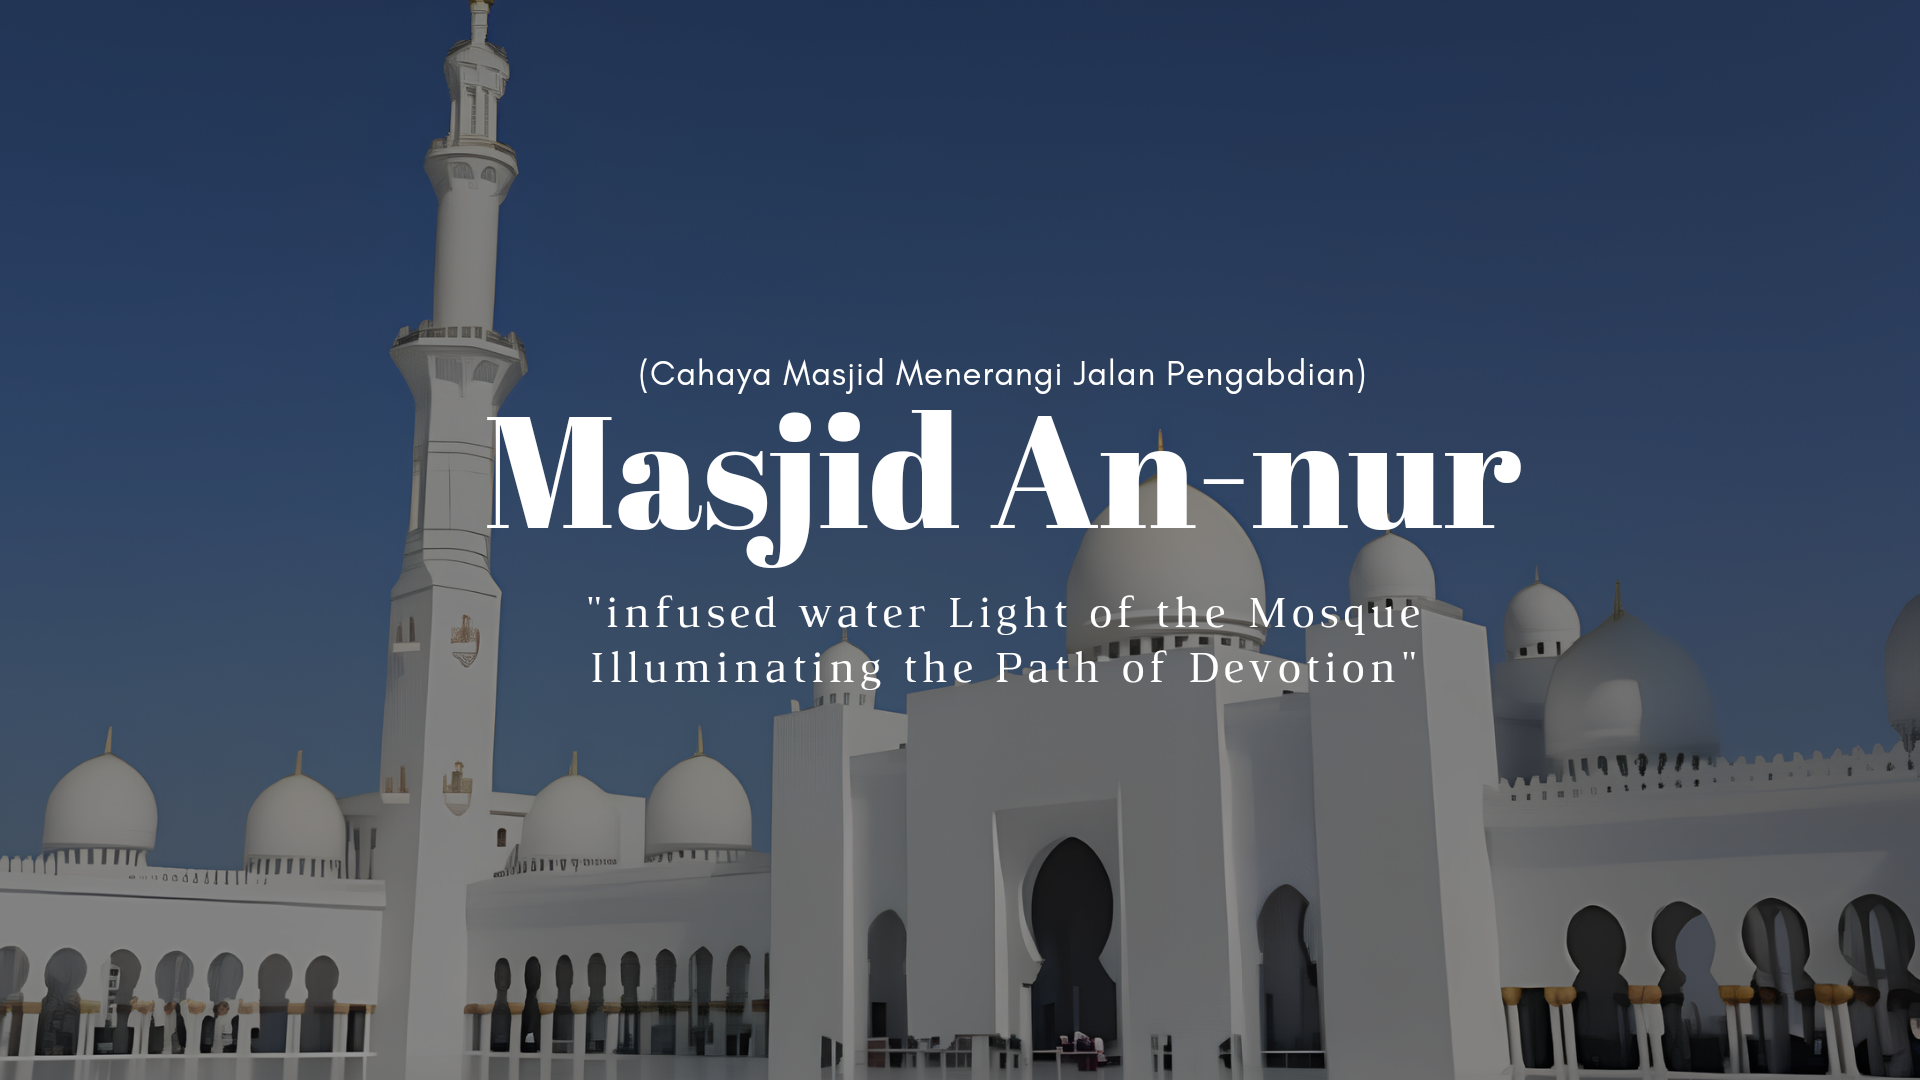 (Cahaya Masjid Menerangi Jalan Pengabdian)
Masjid An-nur
"infused water Light of the Mosque
Illuminating the Path of Devotion"